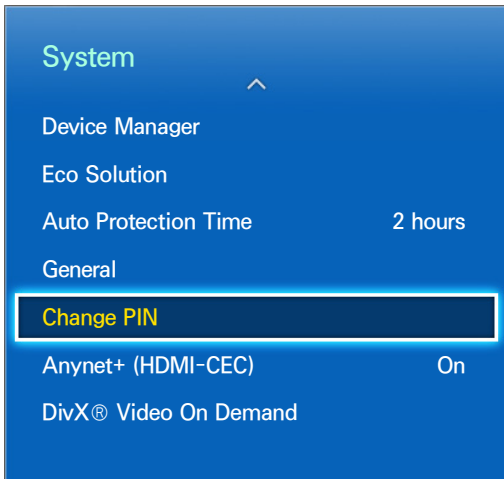 System
Device Manager
Eco Solution
Auto Protection Time 2 hours
General
Change PIN
Anynet+ (HDMI-CEC) On
DivX® Video On Demand